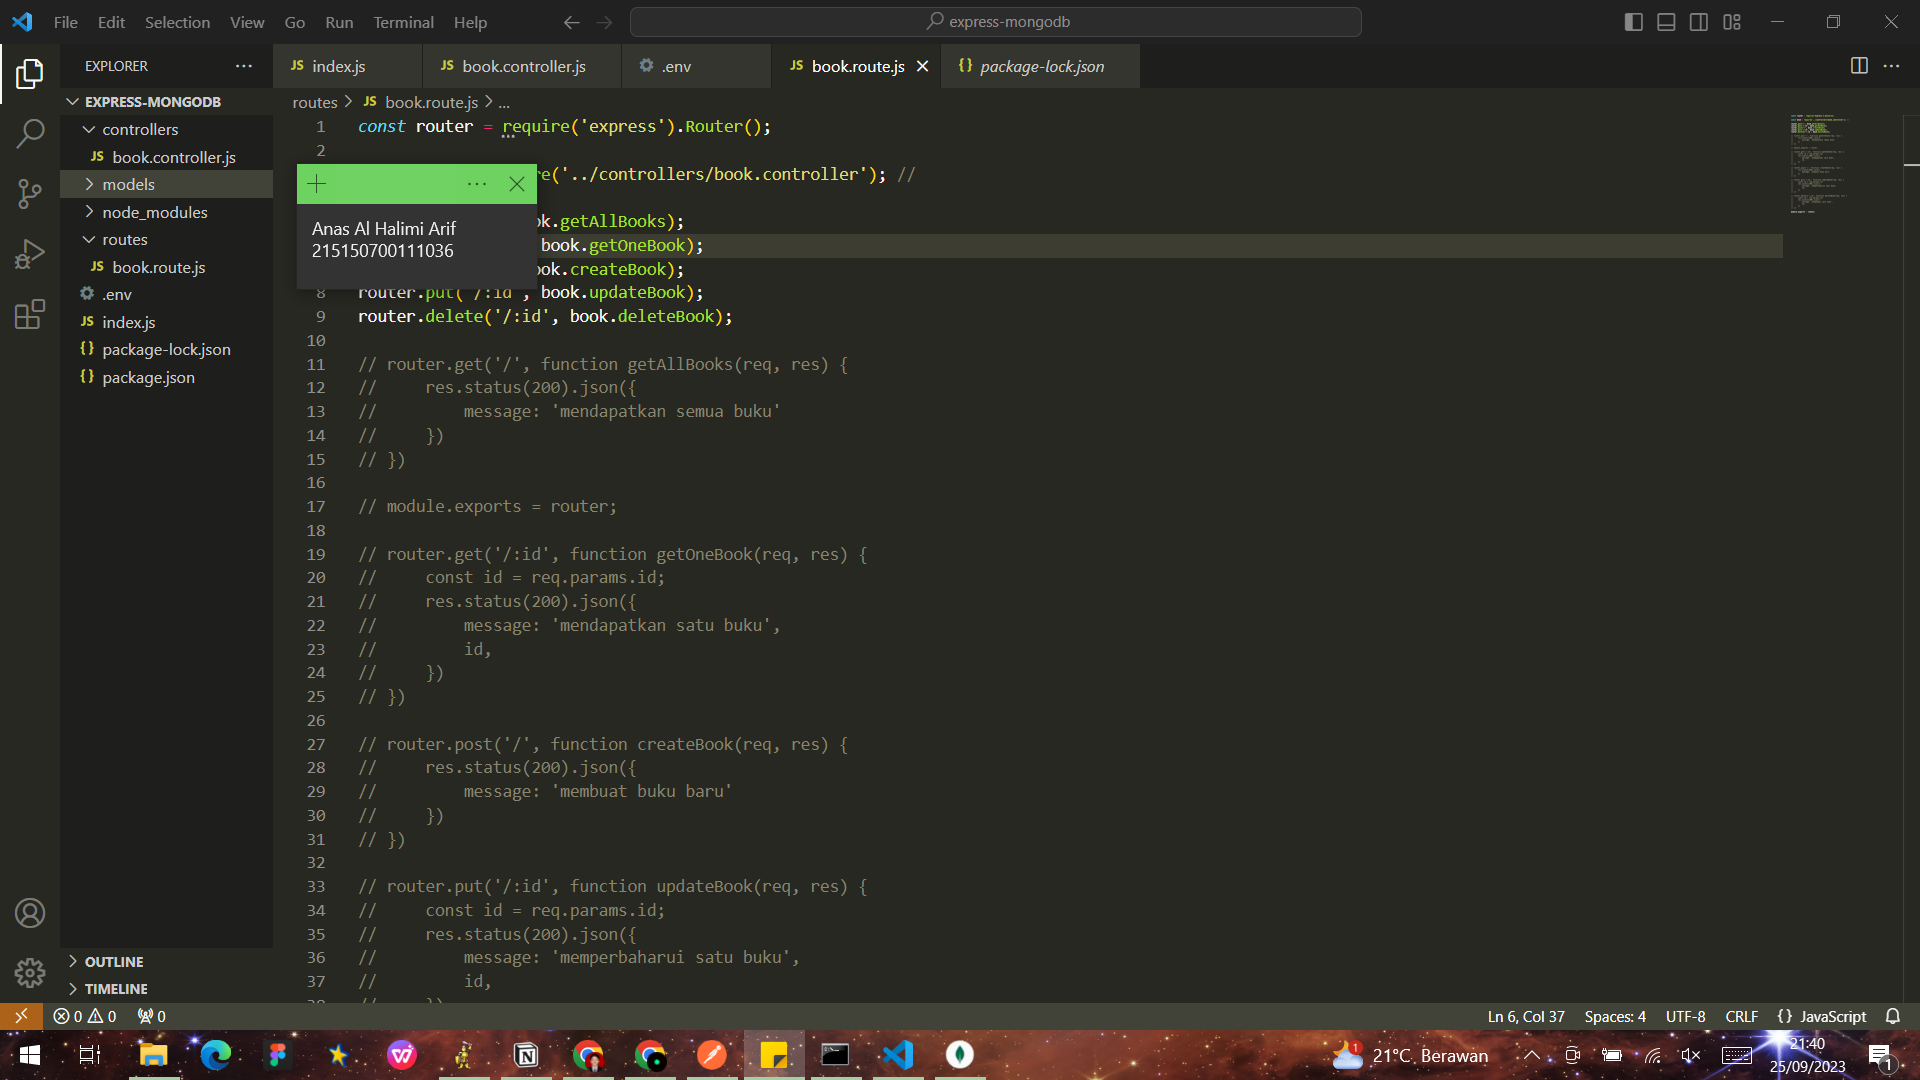 File Edit Selection View Go Run Terminal Help
express-mongodb
EXPLORER
JS index.js
JS book.controller.js
.env
JS book.route.js
{} package-lock.json
EXPRESS-MONGODB
controllers
JS book.controller.js
models
node_modules
routes
JS book.route.js
.env
JS index.js
{} package-lock.json
{} package.json
OUTLINE
TIMELINE
routes > JS book.route.js > ...
1 const router = require('express').Router();
2
re('../controllers/book.controller'); //
ok.getAllBooks);
book.getOneBook);
ook.createBook);
8 router.put('/:id', book.updateBook);
9 router.delete('/:id', book.deleteBook);
10
11 // router.get('/', function getAllBooks(req, res) {
12 //     res.status(200).json({
13 //         message: 'mendapatkan semua buku'
14 //     })
15 // })
16
17 // module.exports = router;
18
19 // router.get('/:id', function getOneBook(req, res) {
20 //     const id = req.params.id;
21 //     res.status(200).json({
22 //         message: 'mendapatkan satu buku',
23 //         id,
24 //     })
25 // })
26
27 // router.post('/', function createBook(req, res) {
28 //     res.status(200).json({
29 //         message: 'membuat buku baru'
30 //     })
31 // })
32
33 // router.put('/:id', function updateBook(req, res) {
34 //     const id = req.params.id;
35 //     res.status(200).json({
36 //         message: 'memperbaharui satu buku',
37 //         id,
38 //     })
Anas Al Halimi Arif
215150700111036
0 0 0
Ln 6, Col 37 Spaces: 4 UTF-8 CRLF {} JavaScript
21°C Berawan
21:40
25/09/2023
1
1